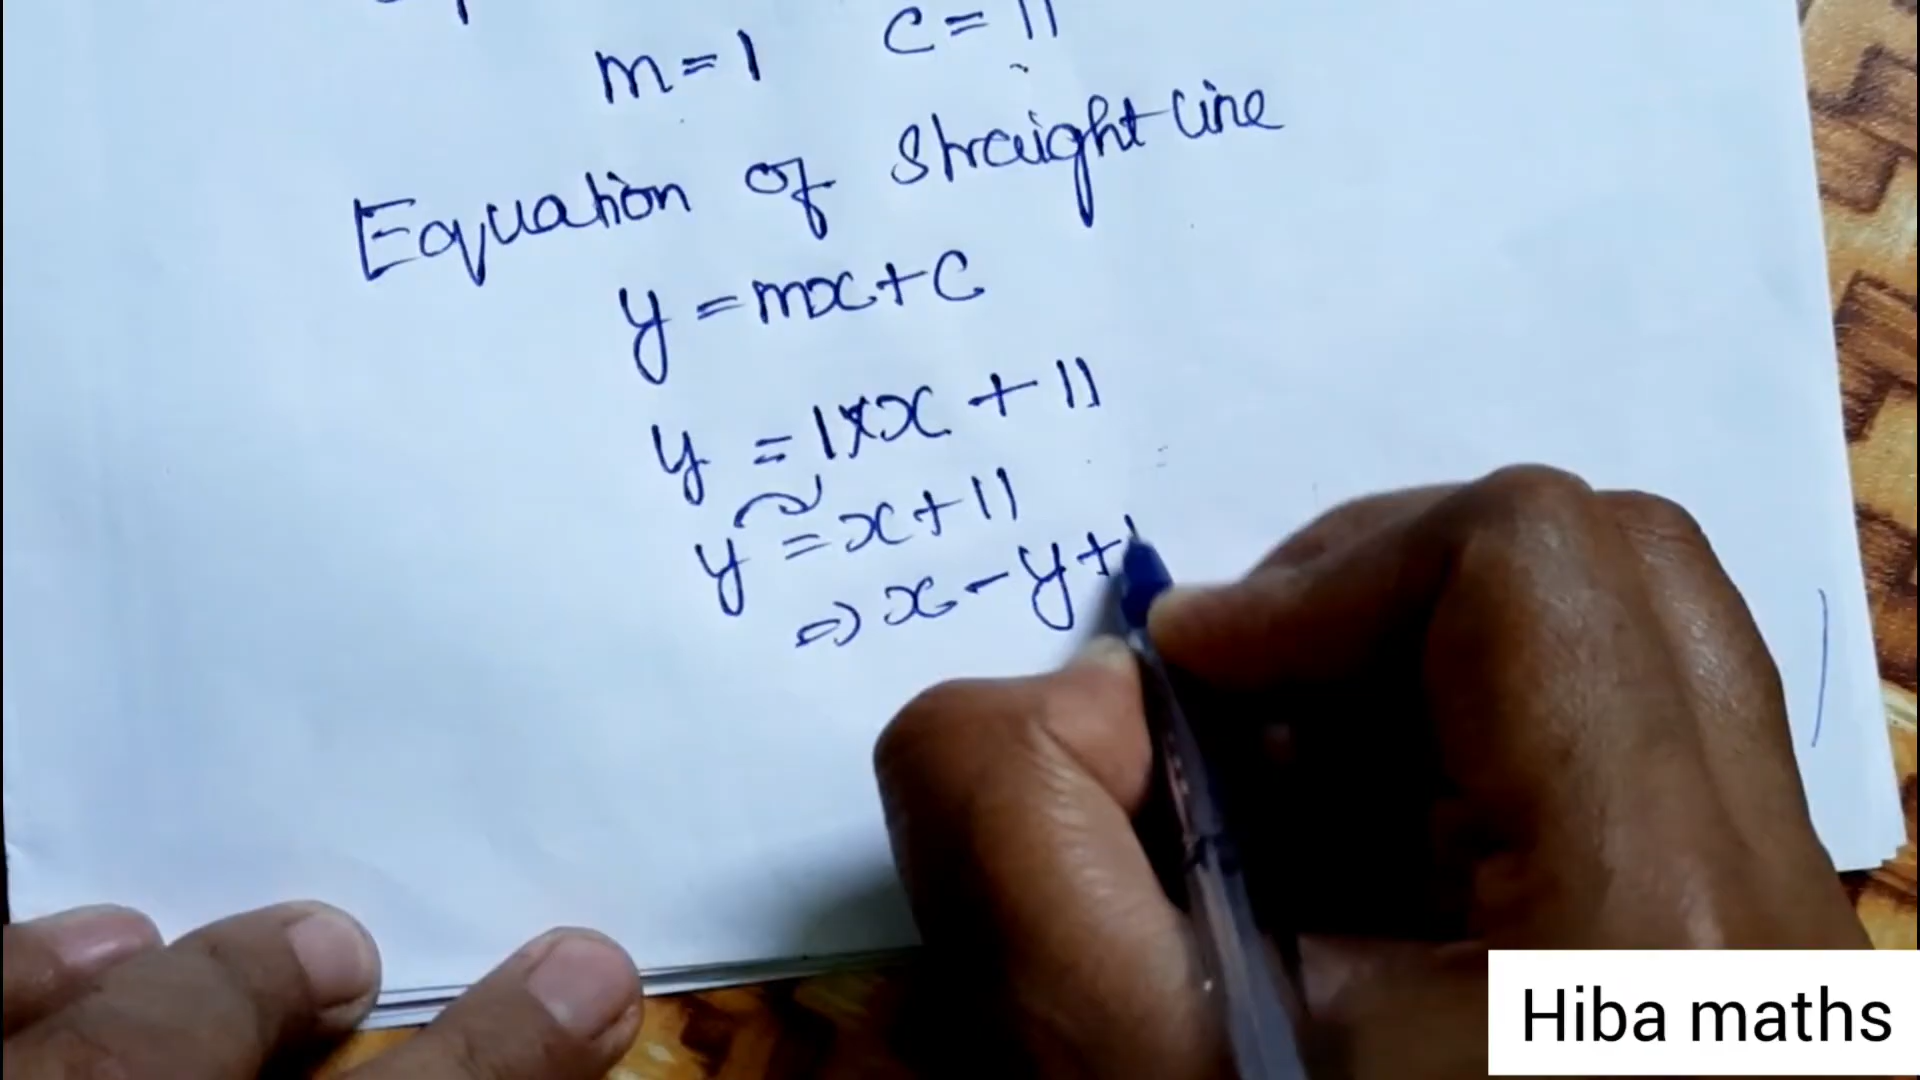 m=1 c=11
Equation of straight line
y=mx+c
y=1×x+11
y=x+11
⇒x-y+
Hiba maths